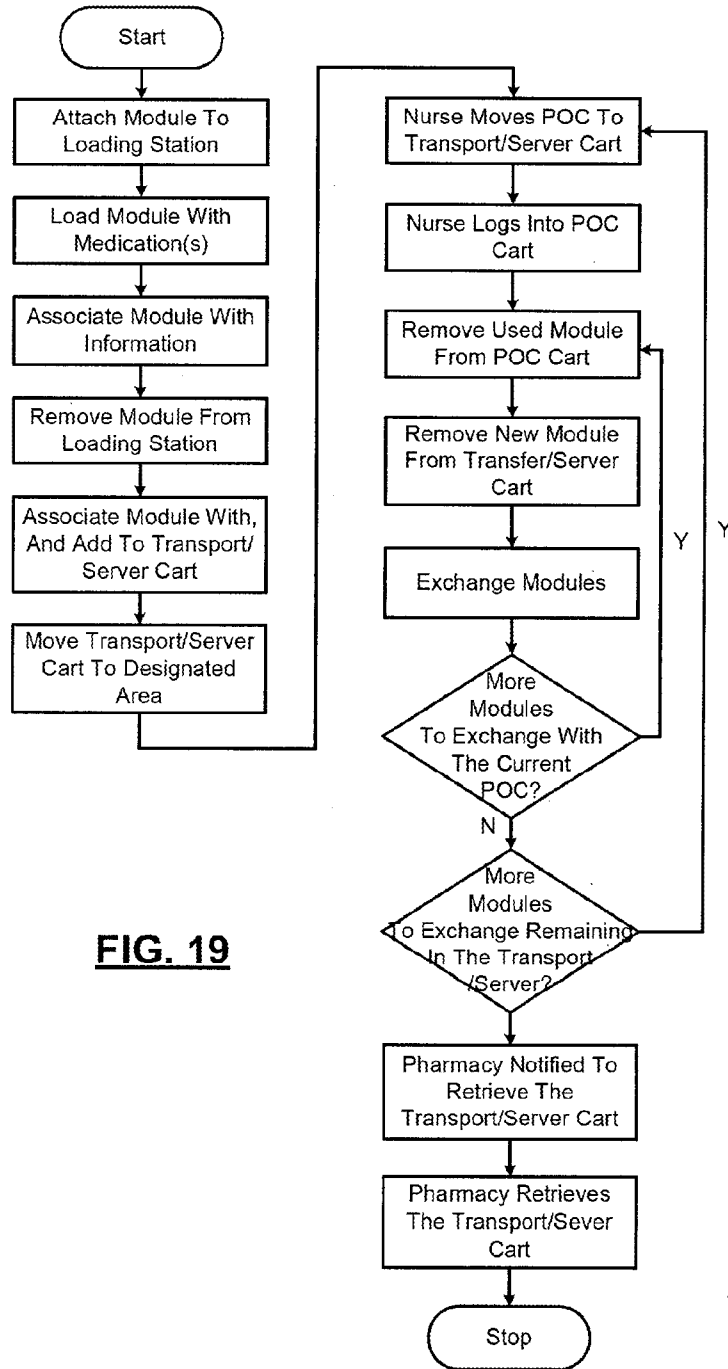 Start
Attach Module To
Loading Station
Load Module With
Medication(s)
Associate Module With
Information
Remove Module From
Loading Station
Associate Module With,
And Add To Transport/
Server Cart
Move Transport/Server
Cart To Designated
Area
Nurse Moves POC To
Transport/Server Cart
Nurse Logs Into POC
Cart
Remove Used Module
From POC Cart
Remove New Module
From Transfer/Server
Cart
Exchange Modules
More
Modules
To Exchange With
The Current
POC?
Y
Y
N
More
Modules
To Exchange Remaining
In The Transport
/Server?
Pharmacy Notified To
Retrieve The
Transport/Server Cart
Pharmacy Retrieves
The Transport/Sever
Cart
Stop
FIG. 19